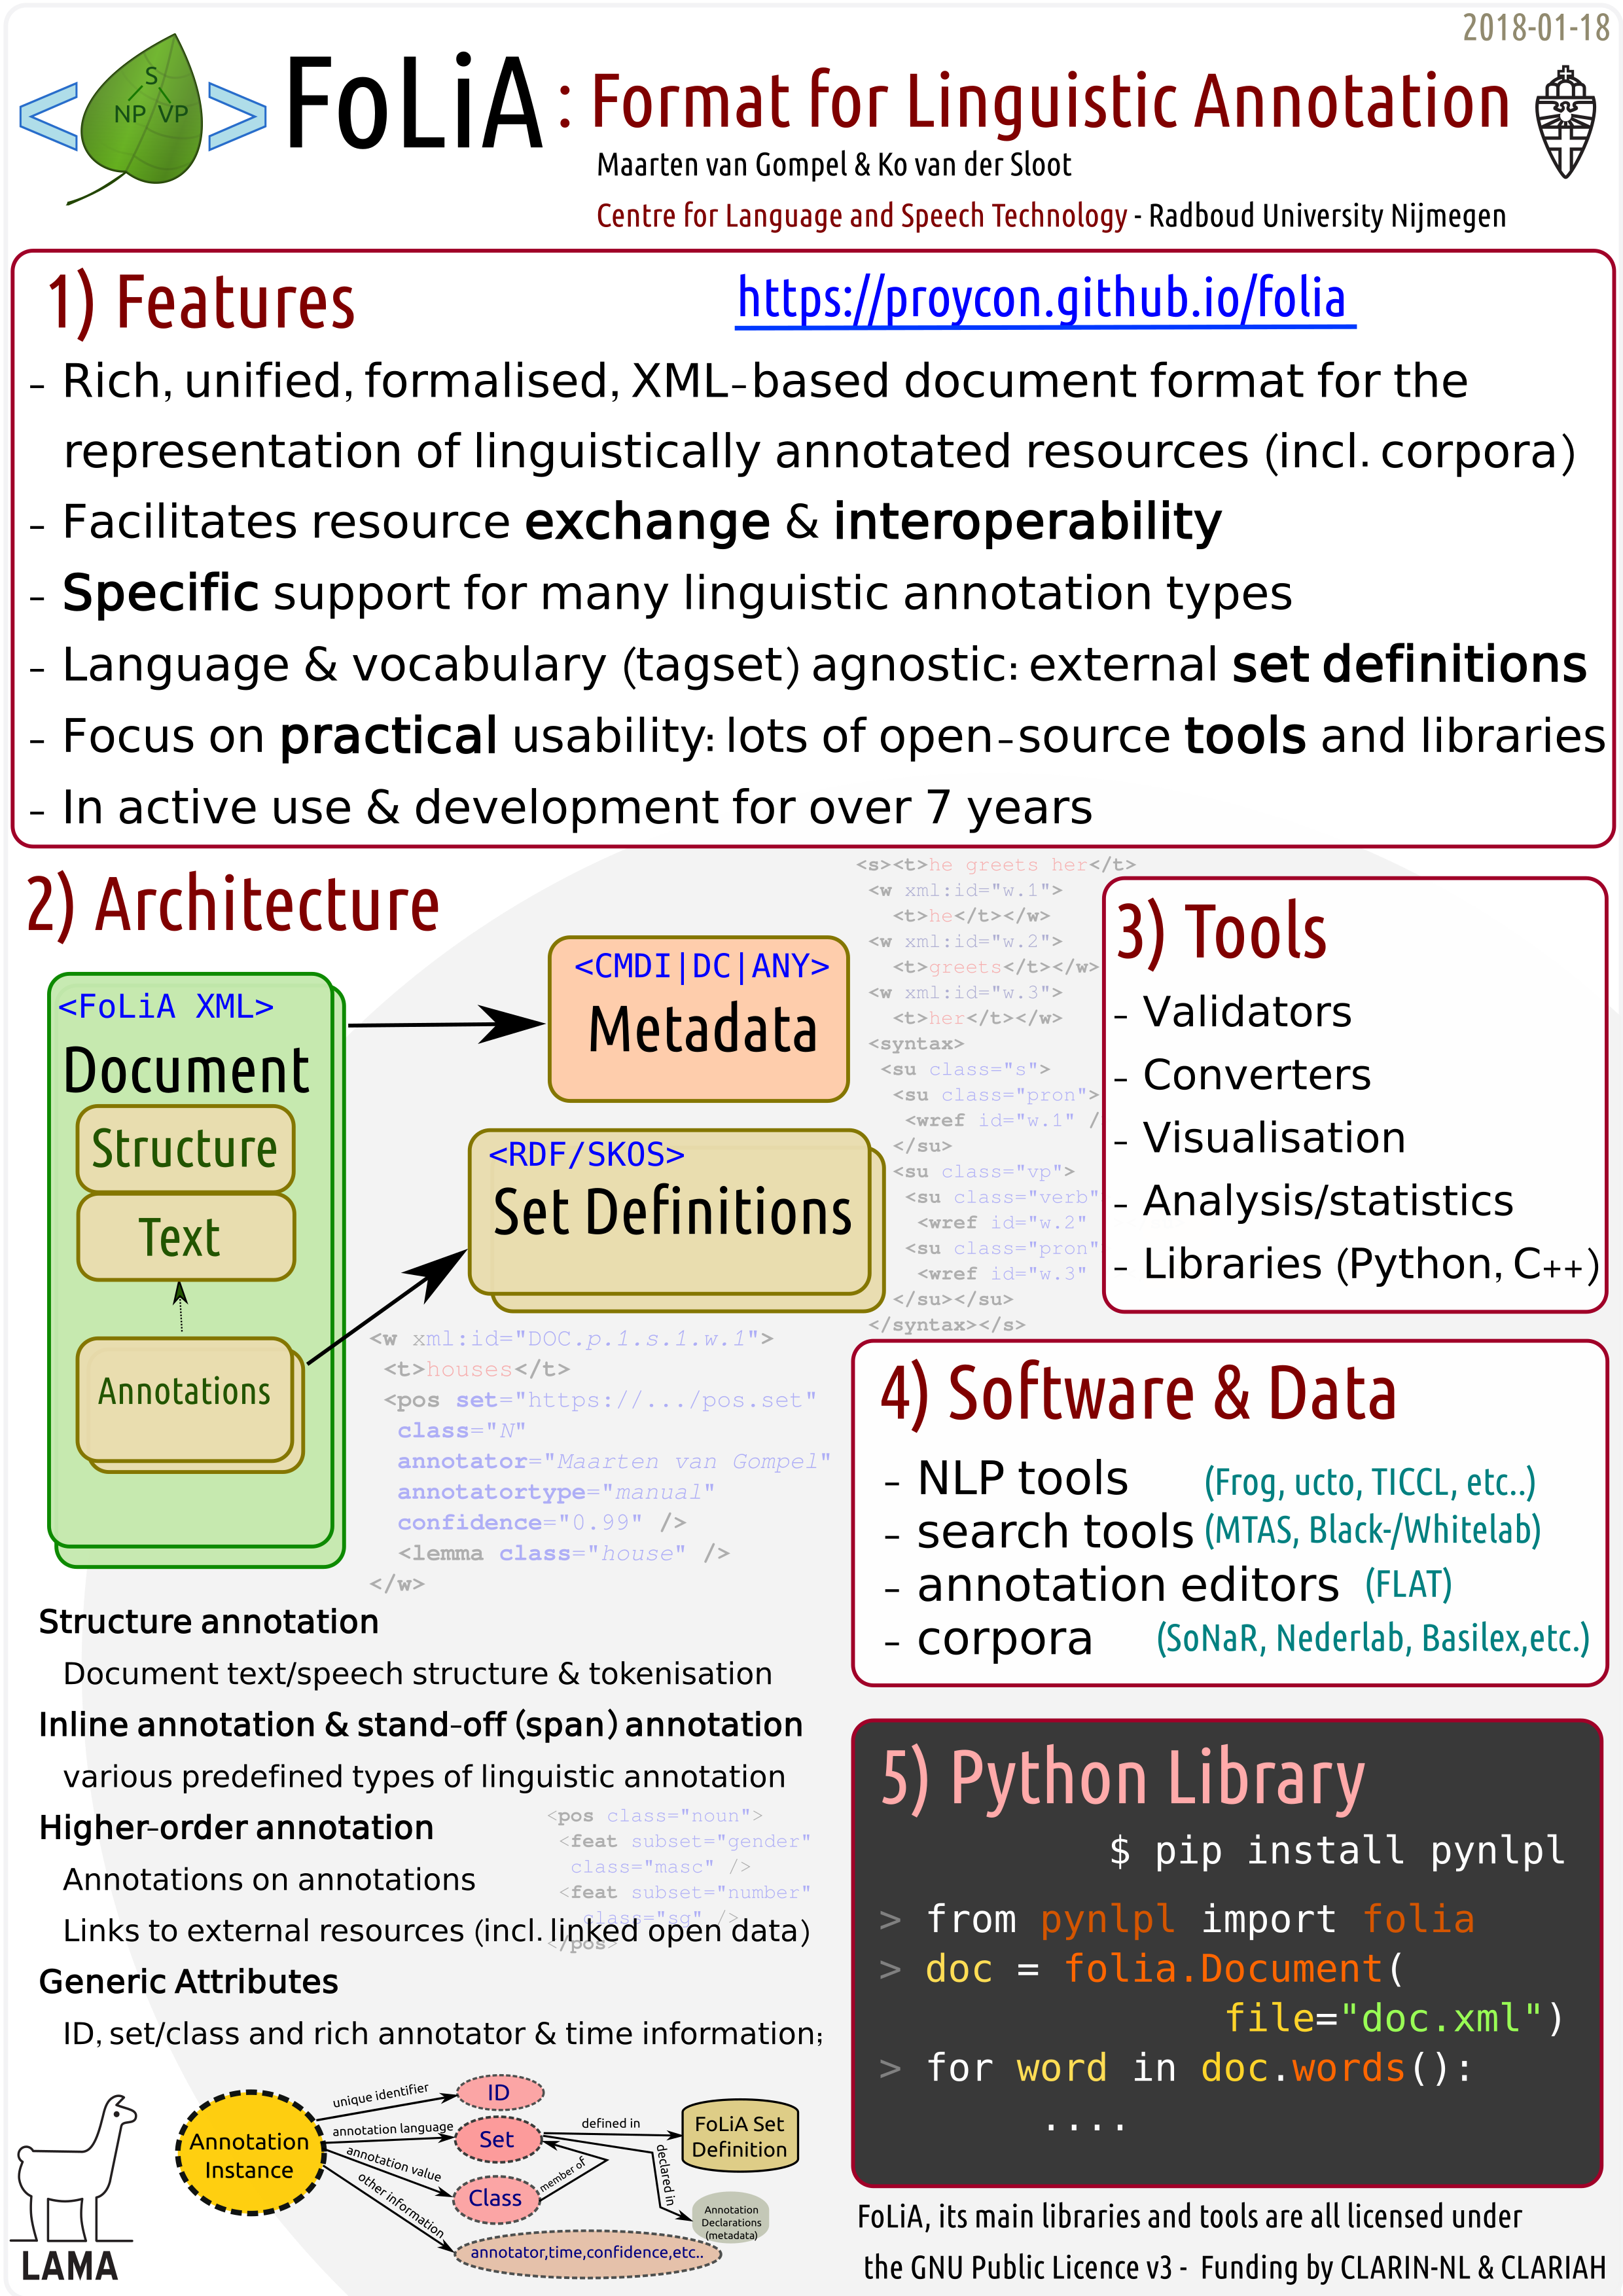 2018-01-18
S
NP VP
< >
FoLiA: Format for Linguistic Annotation
Maarten van Gompel & Ko van der Sloot
Centre for Language and Speech Technology - Radboud University Nijmegen
1) Features
https://proycon.github.io/folia
- Rich, unified, formalised, XML-based document format for the
representation of linguistically annotated resources (incl. corpora)
- Facilitates resource exchange & interoperability
- Specific support for many linguistic annotation types
- Language & vocabulary (tagset) agnostic: external set definitions
- Focus on practical usability: lots of open-source tools and libraries
- In active use & development for over 7 years
2) Architecture
<FoLiA XML>
Document
Structure
Text
Annotations
<CMDI|DC|ANY>
Metadata
<RDF/SKOS>
Set Definitions
<s><t>he greets her</t>
<w xml:id="w.1">
<t>he</t></w>
<w xml:id="w.2">
<t>greets</t></w>
<w xml:id="w.3">
<t>her</t></w>
<syntax>
<su class="s">
<su class="pron">
<wref id="w.1" /
</su>
<su class="vp">
<su class="verb"
<wref id="w.2"
<su class="pron"
<wref id="w.3"
</su></su>
</syntax></s>
<w xml:id="DOC.p.1.s.1.w.1">
<t>houses</t>
<pos set="https://.../pos.set"
class="N"
annotator="Maarten van Gompel"
annotatortype="manual"
confidence="0.99" />
<lemma class="house" />
</w>
Structure annotation
Document text/speech structure & tokenisation
Inline annotation & stand-off (span) annotation
various predefined types of linguistic annotation
Higher-order annotation
Annotations on annotations
Links to external resources (incl. linked open data)
<pos class="noun">
<feat subset="gender"
class="masc" />
<feat subset="number"
class="sg" />
</pos>
Generic Attributes
ID, set/class and rich annotator & time information;
LAMA
Annotation
Instance
unique identifier
annotation language
annotation value
other information
ID
Set
Class
annotator,time,confidence,etc..
member of
defined in
declared in
FoLiA Set
Definition
Annotation
Declarations
(metadata)
3) Tools
- Validators
- Converters
- Visualisation
- Analysis/statistics
- Libraries (Python, C++)
4) Software & Data
- NLP tools (Frog, ucto, TICCL, etc..)
- search tools (MTAS, Black-/Whitelab)
- annotation editors (FLAT)
- corpora (SoNaR, Nederlab, Basilex,etc.)
5) Python Library
$ pip install pynlpl
> from pynlpl import folia
> doc = folia.Document(
file="doc.xml")
> for word in doc.words():
....
FoLiA, its main libraries and tools are all licensed under
the GNU Public Licence v3 - Funding by CLARIN-NL & CLARIAH